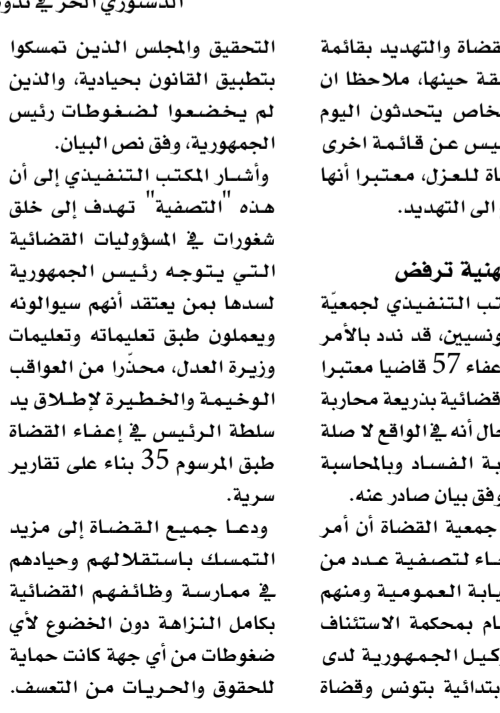 الدستوري الحر في ندو
قضاة والتهديد بقائمة
قة حينها، ملاحظا ان
خاص يتحدثون اليوم
يس عن قائمة اخرى
اة للعزل، معتبرا أنها
الى التهديد.
هنية ترفض
تب التنفيذي لجمعيّة
ونسيين، قد ندد بالأمر
عفاء 57 قاضيا معتبرا
قضائية بذريعة محاربة
حال أنه في الواقع لا صلة
بة الفساد وبالمحاسبة
وفق بيان صادر عنه.
جمعية القضاة أن أمر
جاء لتصفية عدد من
يابة العمومية ومنهم
ام بمحكمة الاستئناف
كيل الجمهورية لدى
بتدائية بتونس وقضاة
التحقيق والمجلس الذين تمسكوا
بتطبيق القانون بحيادية، والذين
لم يخضعوا لضغوطات رئيس
الجمهورية، وفق نص البيان.
وأشار المكتب التنفيذي إلى أن
هذه "التصفية" تهدف إلى خلق
شغورات في المسؤوليات القضائية
التي يتوجه رئيس الجمهورية
لسدها بمن يعتقد أنهم سيوالونه
ويعملون طبق تعليماته وتعليمات
وزيرة العدل، محذّرا من العواقب
الوخيمة والخطيرة لإطلاق يد
سلطة الرئيس في إعفاء القضاة
طبق المرسوم 35 بناء على تقارير
سرية.
ودعا جميع القضاة إلى مزيد
التمسك باستقلالهم وحيادهم
في ممارسة وظائفهم القضائية
بكامل النزاهة دون الخضوع لأي
ضغوطات من أي جهة كانت حماية
للحقوق والحريات من التعسف.